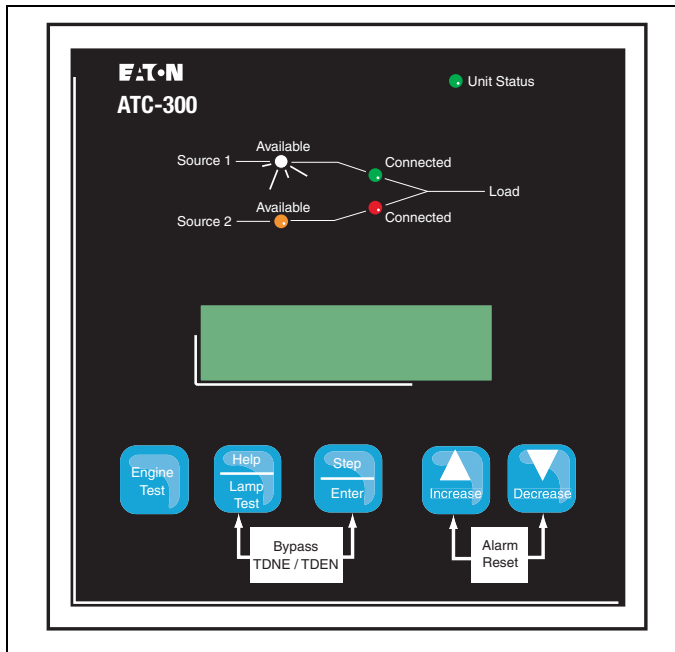 EATON
ATC-300
Unit Status
Available
Source 1
Connected
Load
Available
Source 2
Connected
Engine
Test
Help
Lamp
Test
Step
Enter
Increase
Decrease
Bypass
TDNE / TDEN
Alarm
Reset